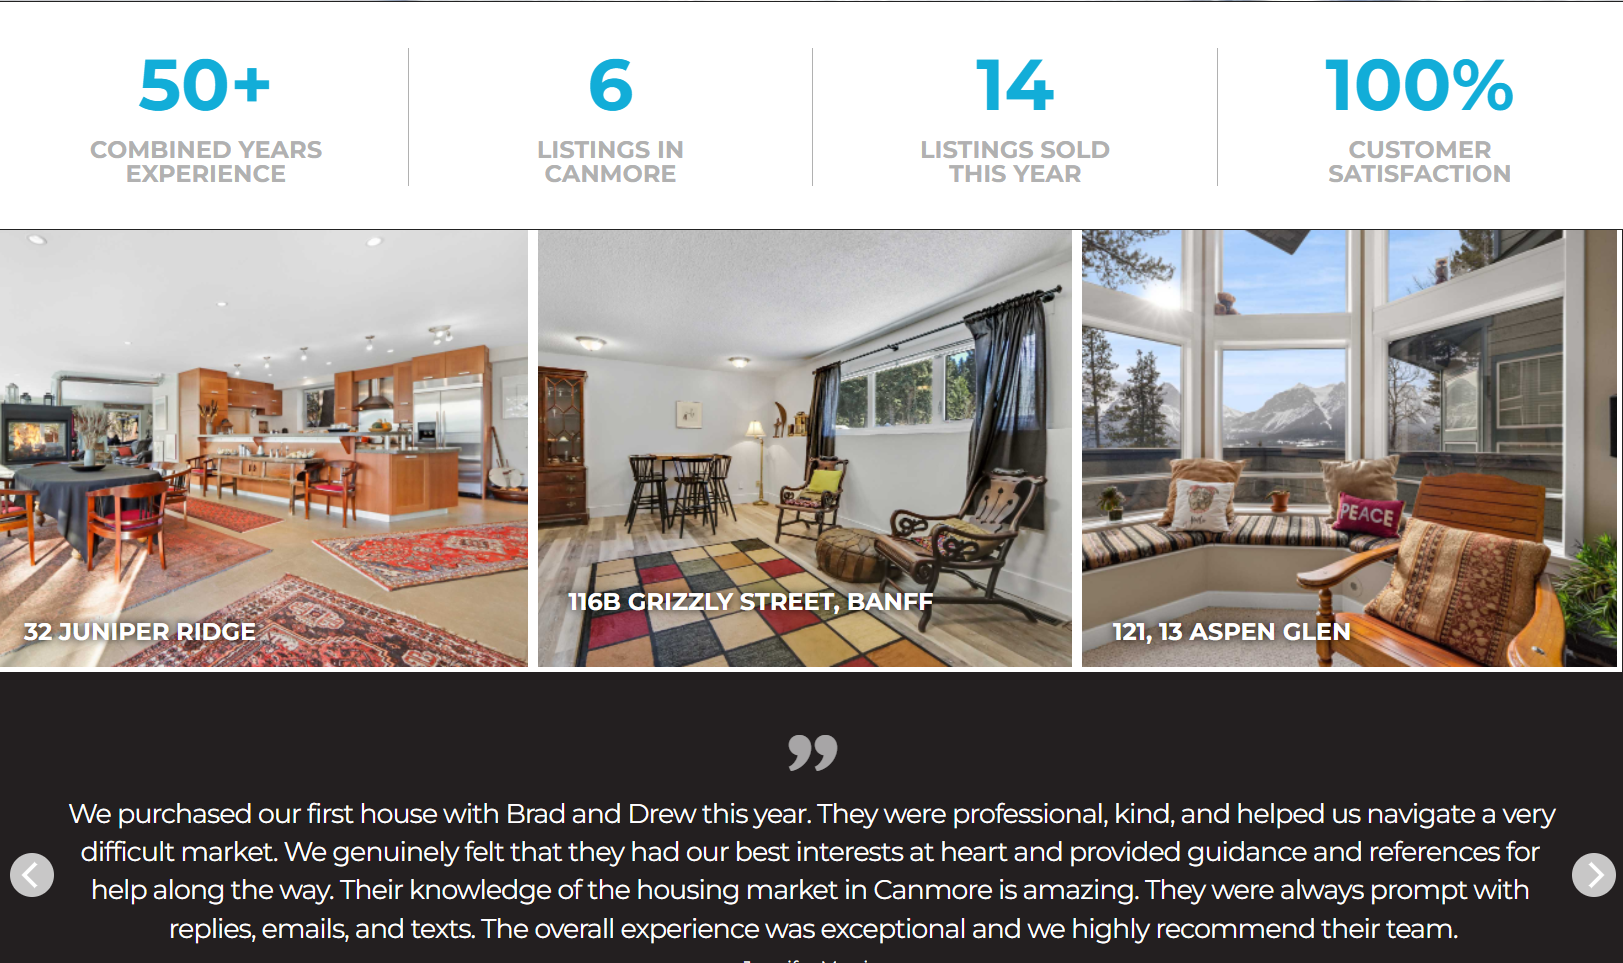 50+
COMBINED YEARS
EXPERIENCE
6
LISTINGS IN
CANMORE
14
LISTINGS SOLD
THIS YEAR
100%
CUSTOMER
SATISFACTION
32 JUNIPER RIDGE
116B GRIZZLY STREET, BANFF
PEACE
121, 13 ASPEN GLEN
”
We purchased our first house with Brad and Drew this year. They were professional, kind, and helped us navigate a very
difficult market. We genuinely felt that they had our best interests at heart and provided guidance and references for
help along the way. Their knowledge of the housing market in Canmore is amazing. They were always prompt with
replies, emails, and texts. The overall experience was exceptional and we highly recommend their team.